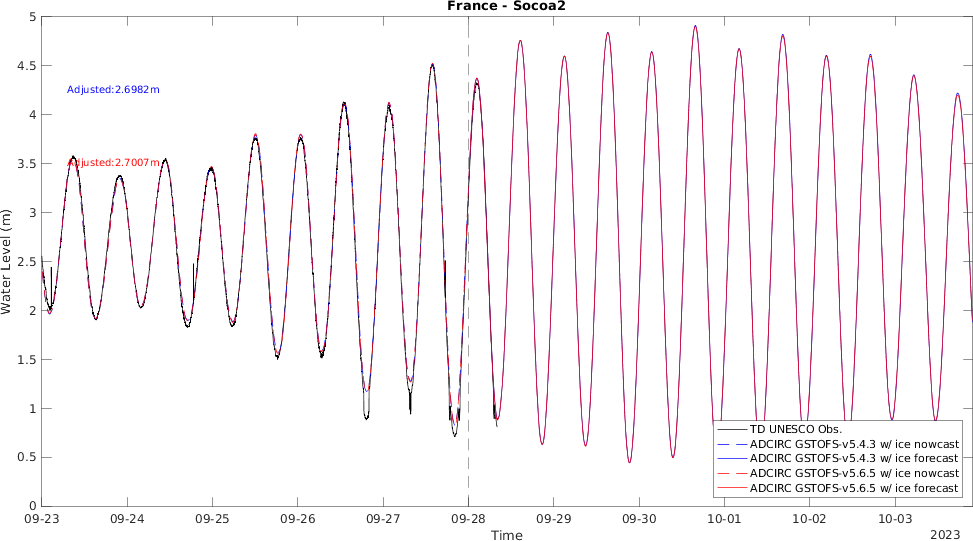 France - Socoa2
5
4.5
4
3.5
3
2.5
2
1.5
1
0.5
0
Water Level (m)
Adjusted:2.6982m
Adjusted:2.7007m
TD UNESCO Obs.
ADCIRC GSTOFS-v5.4.3 w/ ice nowcast
ADCIRC GSTOFS-v5.4.3 w/ ice forecast
ADCIRC GSTOFS-v5.6.5 w/ ice nowcast
ADCIRC GSTOFS-v5.6.5 w/ ice forecast
09-23 09-24 09-25 09-26 09-27 09-28 09-29 09-30 10-01 10-02 10-03
Time
2023